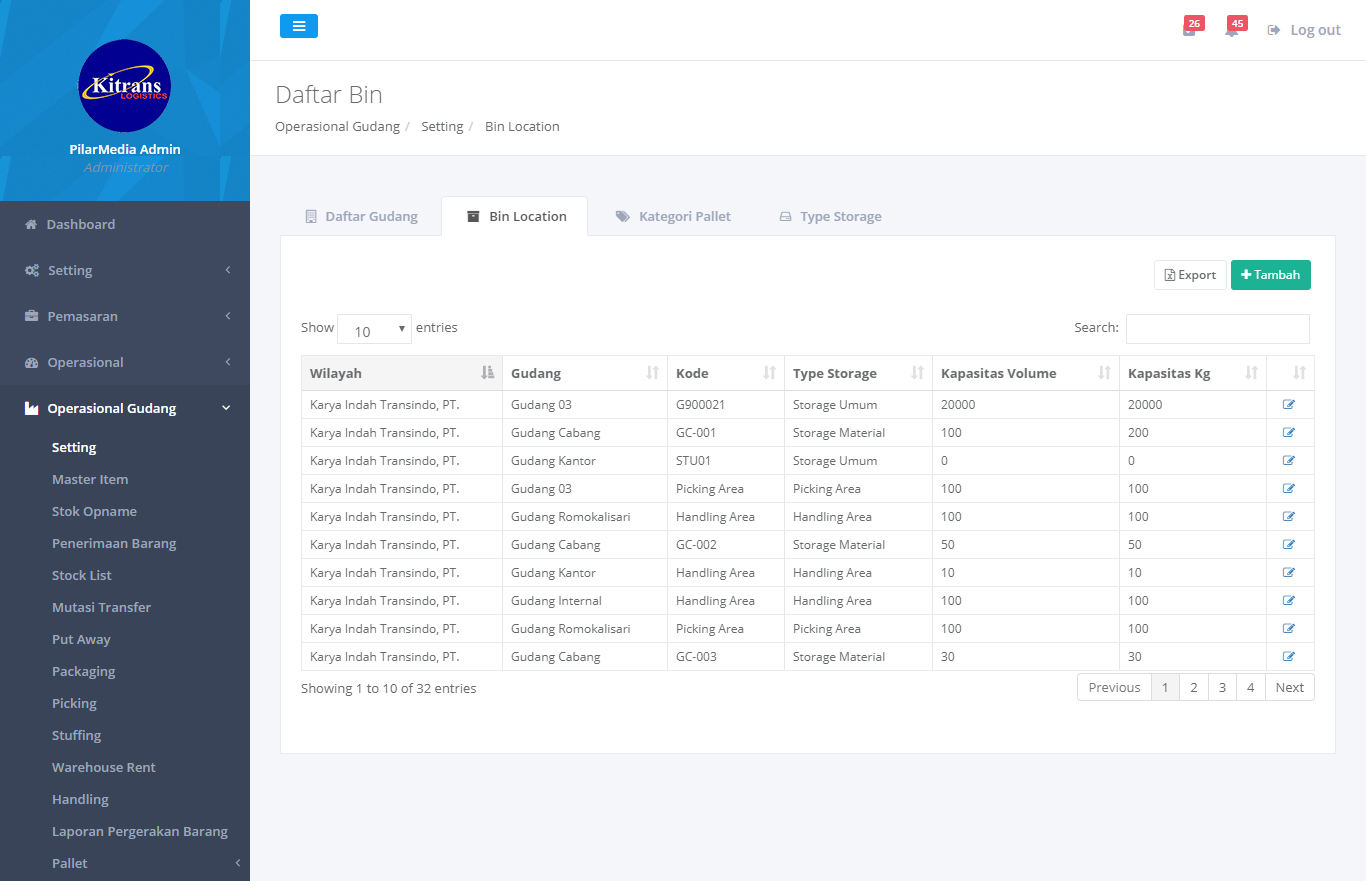 26 45 Log out
Kitrans
LOGISTICS
PilarMedia Admin
Administrator
Dashboard
Setting
Pemasaran
Operasional
Operasional Gudang
Setting
Master Item
Stok Opname
Penerimaan Barang
Stock List
Mutasi Transfer
Put Away
Packaging
Picking
Stuffing
Warehouse Rent
Handling
Laporan Pergerakan Barang
Pallet
Daftar Bin
Operasional Gudang / Setting / Bin Location
Daftar Gudang Bin Location Kategori Pallet Type Storage
Export Tambah
Show 10 entries Search:
Wilayah Gudang Kode Type Storage Kapasitas Volume Kapasitas Kg
Karya Indah Transindo, PT. Gudang 03 G900021 Storage Umum 20000 20000
Karya Indah Transindo, PT. Gudang Cabang GC-001 Storage Material 100 200
Karya Indah Transindo, PT. Gudang Kantor STU01 Storage Umum 0 0
Karya Indah Transindo, PT. Gudang 03 Picking Area Picking Area 100 100
Karya Indah Transindo, PT. Gudang Romokalisari Handling Area Handling Area 100 100
Karya Indah Transindo, PT. Gudang Cabang GC-002 Storage Material 50 50
Karya Indah Transindo, PT. Gudang Kantor Handling Area Handling Area 10 10
Karya Indah Transindo, PT. Gudang Internal Handling Area Handling Area 100 100
Karya Indah Transindo, PT. Gudang Romokalisari Picking Area Picking Area 100 100
Karya Indah Transindo, PT. Gudang Cabang GC-003 Storage Material 30 30
Showing 1 to 10 of 32 entries Previous 1 2 3 4 Next